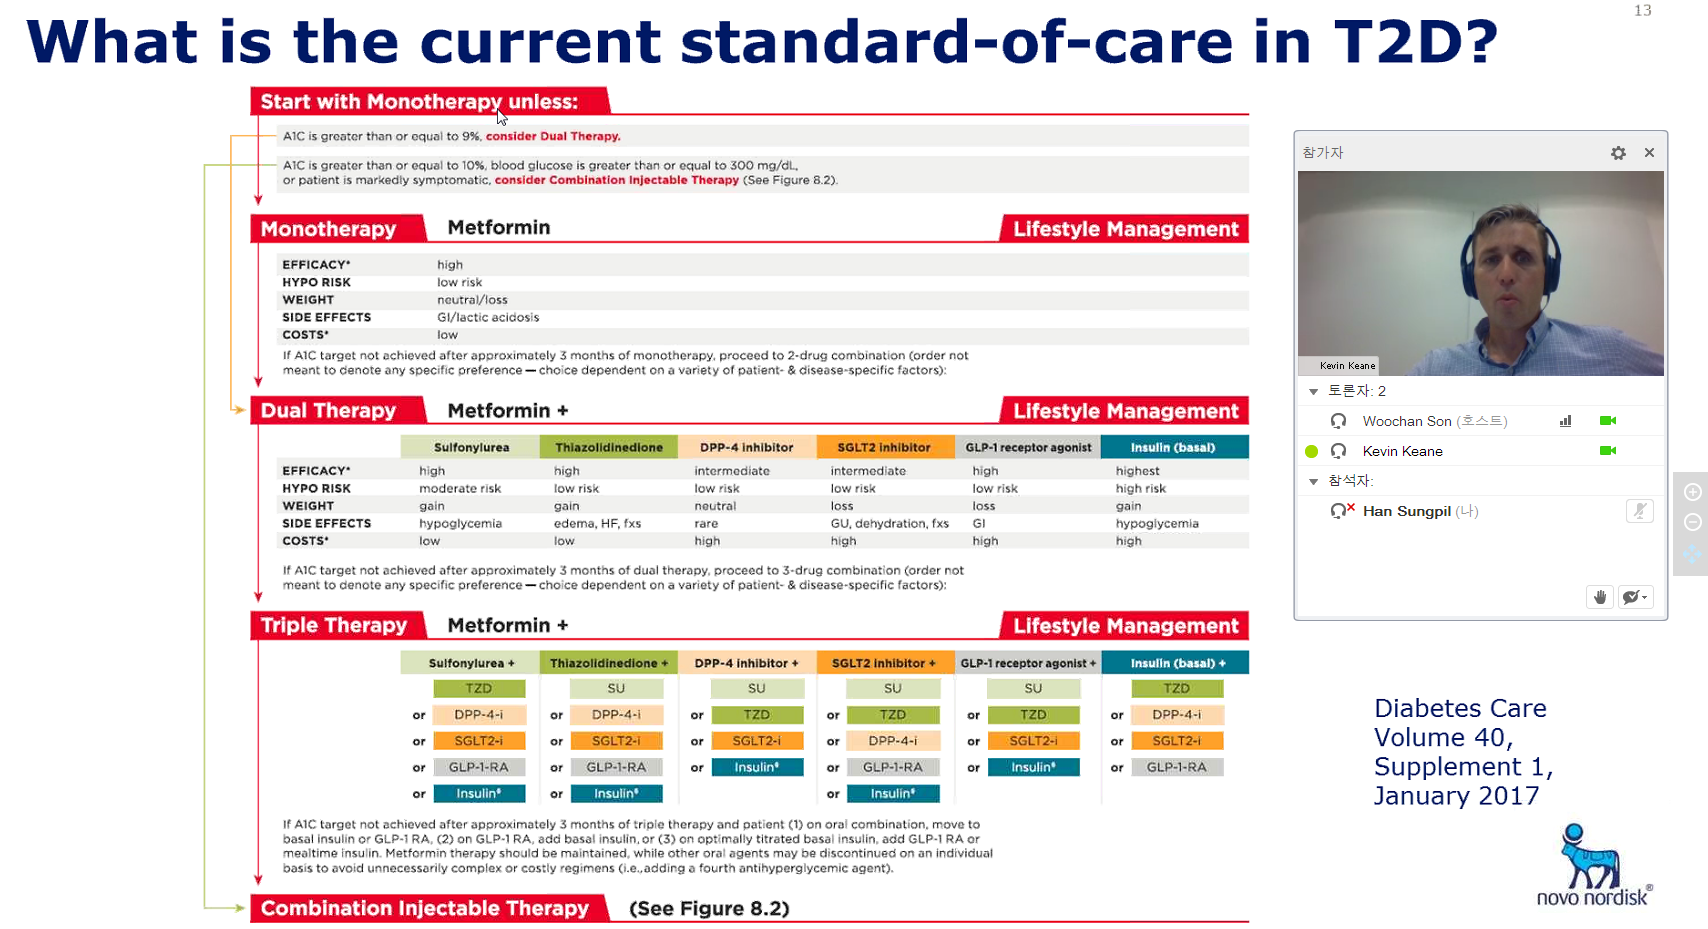 13
What is the current standard-of-care in T2D?
Start with Monotherapy unless:
A1C is greater than or equal to 9%, consider Dual Therapy.
A1C is greater than or equal to 10%, blood glucose is greater than or equal to 300 mg/dL,
or patient is markedly symptomatic, consider Combination Injectable Therapy (See Figure 8.2).
Monotherapy Metformin Lifestyle Management
EFFICACY* high
HYPO RISK low risk
WEIGHT neutral/loss
SIDE EFFECTS GI/lactic acidosis
COSTS* low
If A1C target not achieved after approximately 3 months of monotherapy, proceed to 2-drug combination (order not
meant to denote any specific preference — choice dependent on a variety of patient- & disease-specific factors):
Dual Therapy Metformin + Lifestyle Management
Sulfonylurea Thiazolidinedione DPP-4 inhibitor SGLT2 inhibitor GLP-1 receptor agonist Insulin (basal)
EFFICACY* high high intermediate intermediate high highest
HYPO RISK moderate risk low risk low risk low risk low risk high risk
WEIGHT gain gain neutral loss loss gain
SIDE EFFECTS hypoglycemia edema, HF, fxs rare GU, dehydration, fxs GI hypoglycemia
COSTS* low low high high high high
If A1C target not achieved after approximately 3 months of dual therapy, proceed to 3-drug combination (order not
meant to denote any specific preference — choice dependent on a variety of patient- & disease-specific factors):
Triple Therapy Metformin + Lifestyle Management
Sulfonylurea + Thiazolidinedione + DPP-4 inhibitor + SGLT2 inhibitor + GLP-1 receptor agonist + Insulin (basal) +
TZD SU SU SU SU TZD
or DPP-4-i or DPP-4-i or TZD or TZD or TZD or DPP-4-i
or SGLT2-i or SGLT2-i or SGLT2-i or DPP-4-i or SGLT2-i or SGLT2-i
or GLP-1-RA or GLP-1-RA or Insulin§ or GLP-1-RA or Insulin§ or GLP-1-RA
or Insulin§ or Insulin§ or Insulin§
If A1C target not achieved after approximately 3 months of triple therapy and patient (1) on oral combination, move to
basal insulin or GLP-1 RA, (2) on GLP-1 RA, add basal insulin, or (3) on optimally titrated basal insulin, add GLP-1 RA or
mealtime insulin. Metformin therapy should be maintained, while other oral agents may be discontinued on an individual
basis to avoid unnecessarily complex or costly regimens (i.e., adding a fourth antihyperglycemic agent).
Combination Injectable Therapy (See Figure 8.2)
참가자
Kevin Keane
토론자: 2
Woochan Son (호스트)
Kevin Keane
참석자:
Han Sungpil (나)
Diabetes Care
Volume 40,
Supplement 1,
January 2017
novo nordisk®